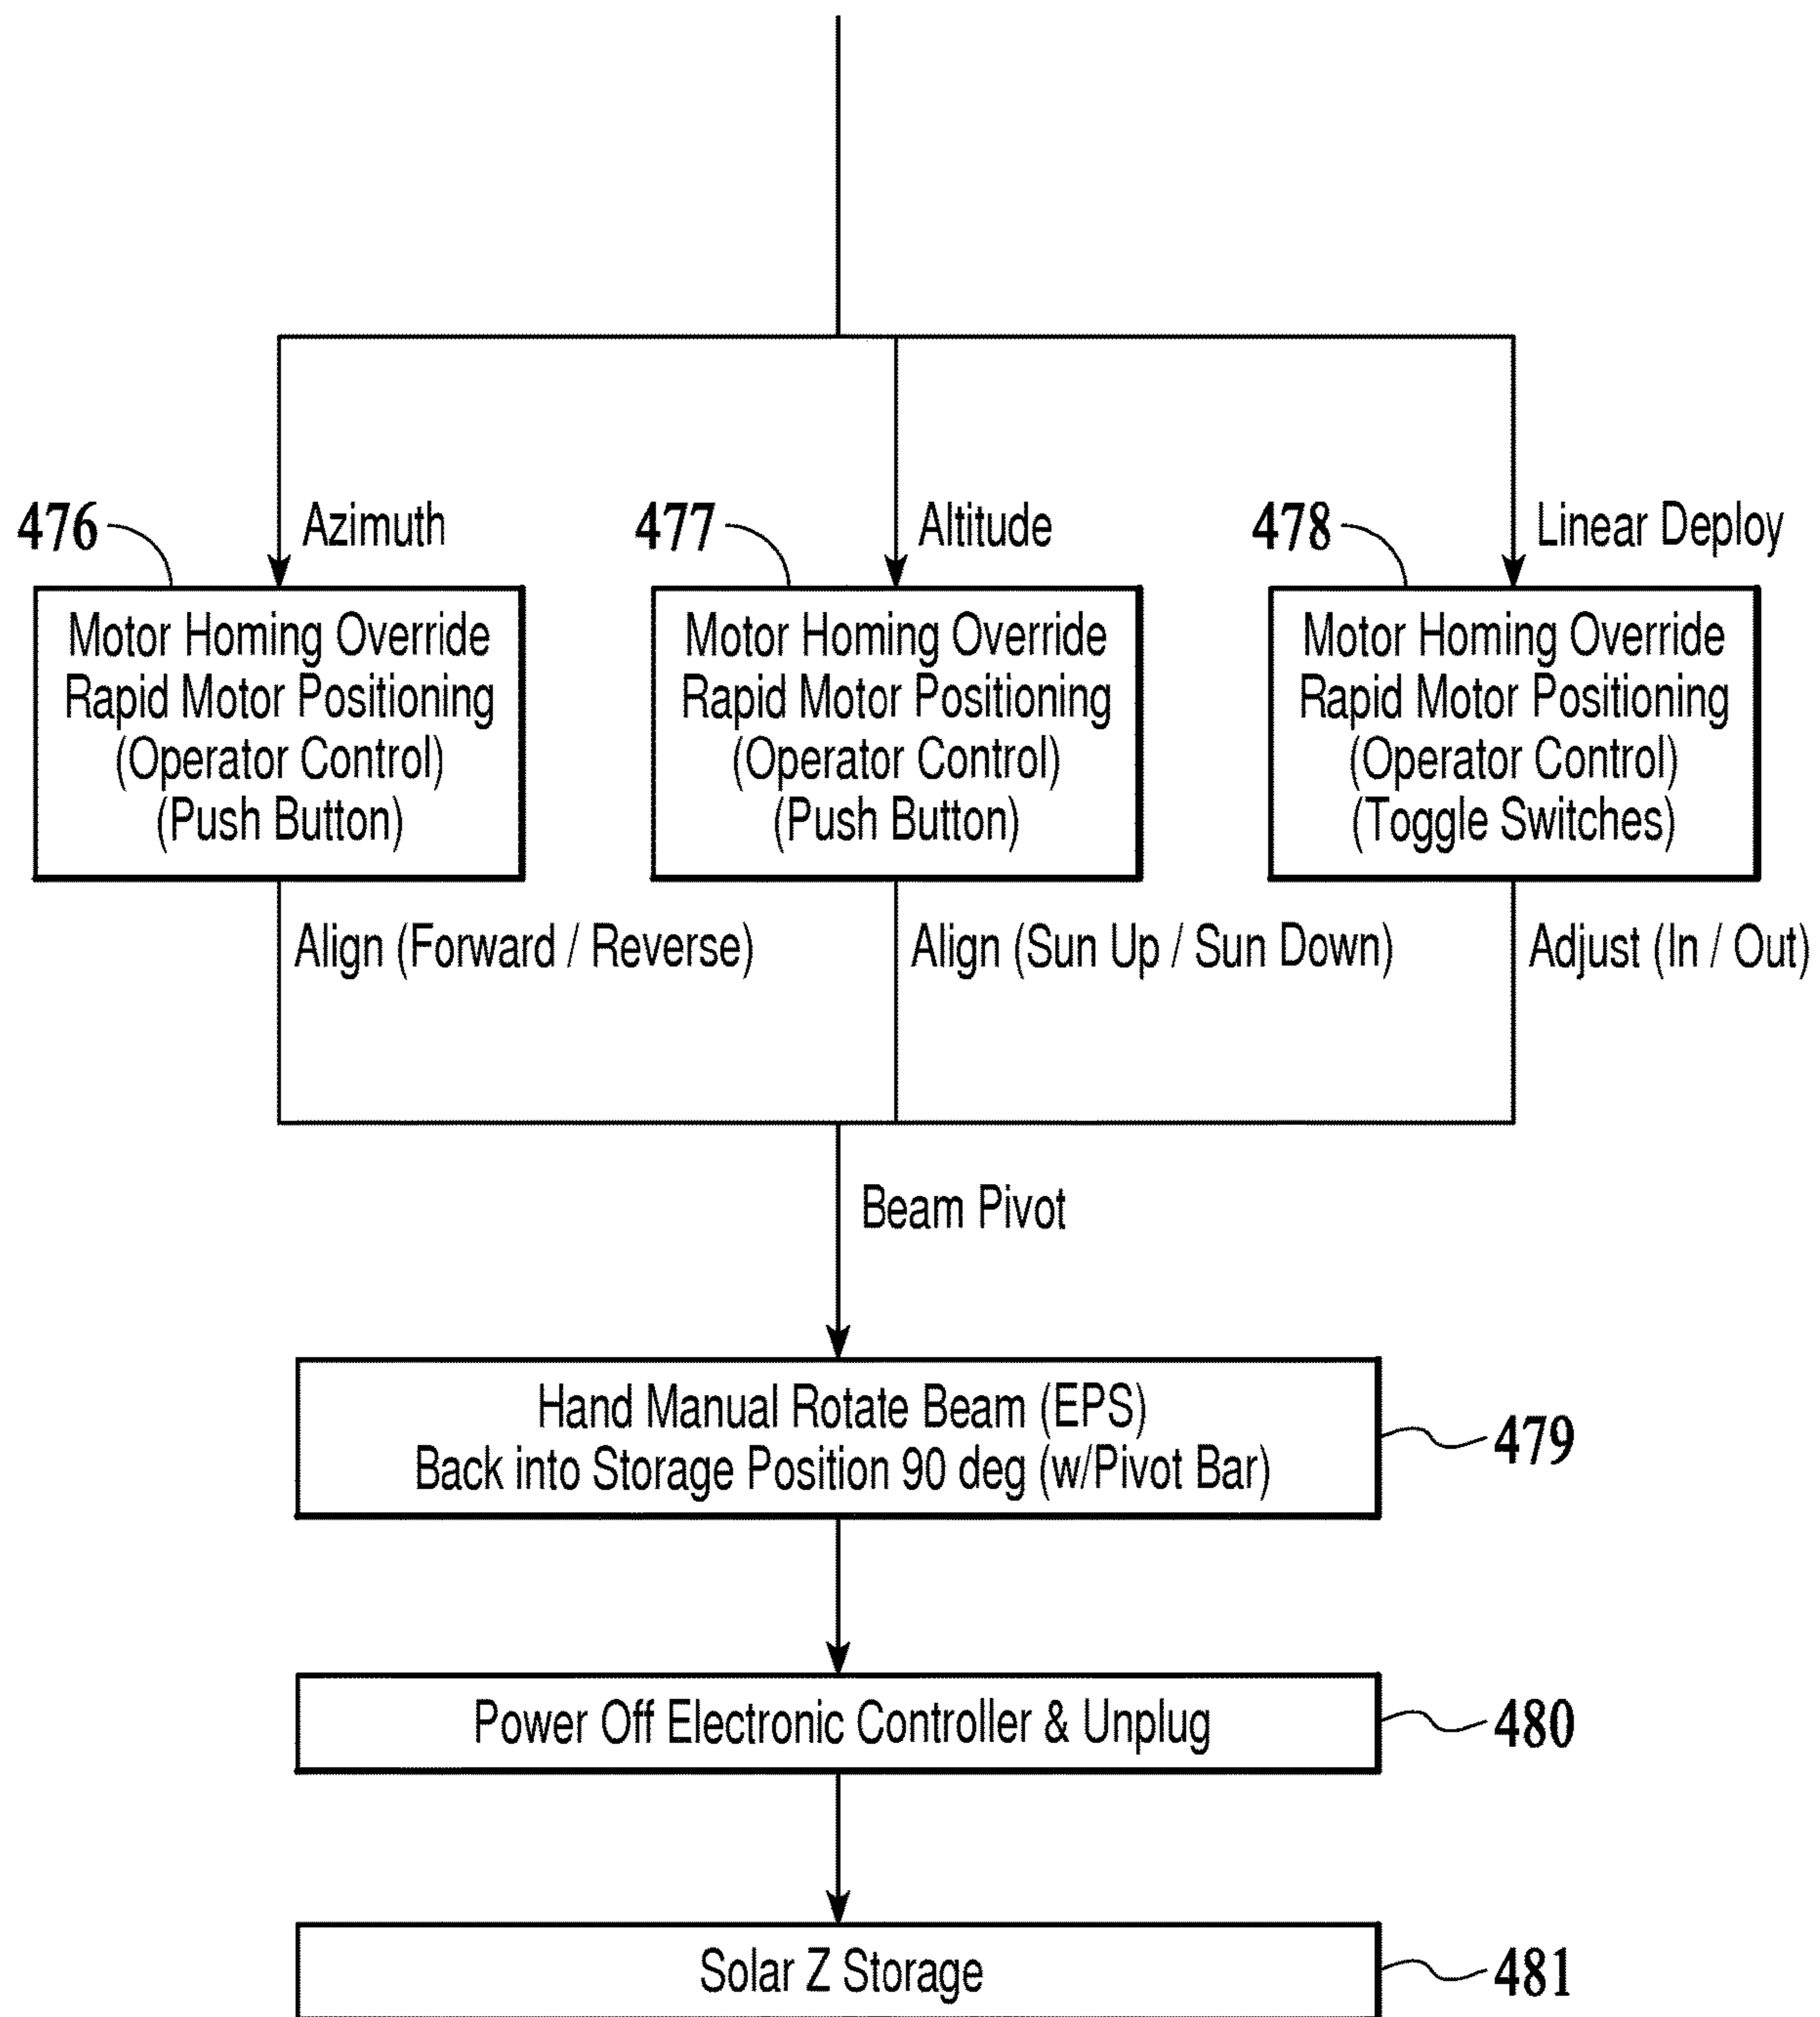 476
Azimuth
477
Altitude
478
Linear Deploy
Motor Homing Override
Rapid Motor Positioning
(Operator Control)
(Push Button)
Motor Homing Override
Rapid Motor Positioning
(Operator Control)
(Push Button)
Motor Homing Override
Rapid Motor Positioning
(Operator Control)
(Toggle Switches)
Align (Forward / Reverse)
Align (Sun Up / Sun Down)
Adjust (In / Out)
Beam Pivot
Hand Manual Rotate Beam (EPS)
Back into Storage Position 90 deg (w/Pivot Bar)
479
Power Off Electronic Controller & Unplug
480
Solar Z Storage
481